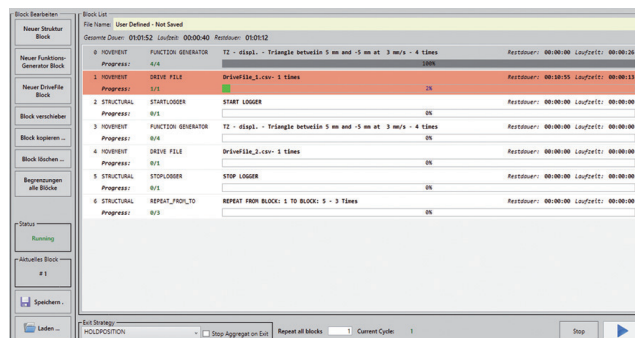 Block Bearbeiten
Neuer Struktur
Block
Neuer Funktions-
Generator Block
Neuer DriveFile
Block
Block verschieber
Block kopieren ...
Block löschen ...
Begrenzungen
alle Blöcke
Status
Running
Aktuelles Block
# 1
Speichern .
Laden ...
Block List
File Name: User Defined - Not Saved
Gesamte Dauer: 01:01:52 Laufzeit: 00:00:40 Restdauer: 01:01:12
0 MOVEMENT FUNCTION GENERATOR TZ - displ. - Triangle betweiin 5 mm and -5 mm at 3 mm/s - 4 times Restdauer: 00:00:00 Laufzeit: 00:00:26
Progress: 4/4 100%
1 MOVEMENT DRIVE FILE DriveFile_1.csv- 1 times Restdauer: 00:10:55 Laufzeit: 00:00:13
Progress: 1/1 2%
2 STRUCTURAL STARTLOGGER START LOGGER Restdauer: 00:00:00 Laufzeit: 00:00:00
Progress: 0/1 0%
3 MOVEMENT FUNCTION GENERATOR TZ - displ. - Triangle betweiin 5 mm and -5 mm at 3 mm/s - 4 times Restdauer: 00:00:00 Laufzeit: 00:00:00
Progress: 0/4 0%
4 MOVEMENT DRIVE FILE DriveFile_2.csv- 1 times Restdauer: 00:00:00 Laufzeit: 00:00:00
Progress: 0/1 0%
5 STRUCTURAL STOPLOGGER STOP LOGGER Restdauer: 00:00:00 Laufzeit: 00:00:00
Progress: 0/1 0%
6 STRUCTURAL REPEAT_FROM_TO REPEAT FROM BLOCK: 1 TO BLOCK: 5 - 3 Times Restdauer: 00:00:00 Laufzeit: 00:00:00
Progress: 0/3 0%
Exit Strategy
HOLDPOSITION Stop Aggregat on Exit Repeat all blocks 1 Current Cycle: 1 Stop